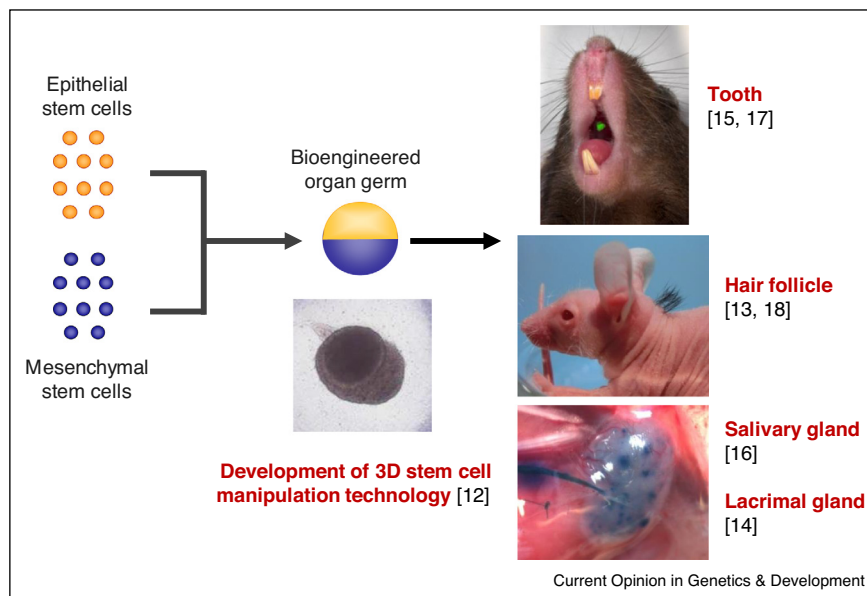 Epithelial
stem cells
Mesenchymal
stem cells
Bioengineered
organ germ
Development of 3D stem cell
manipulation technology [12]
Tooth
[15, 17]
Hair follicle
[13, 18]
Salivary gland
[16]
Lacrimal gland
[14]
Current Opinion in Genetics & Development